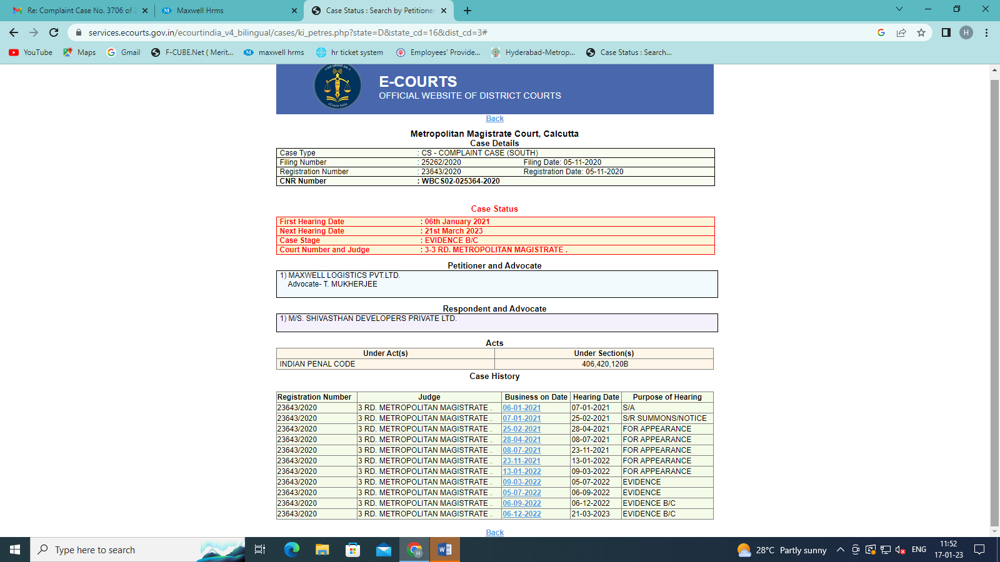 Re: Complaint Case No. 3706 of 2
Maxwell Hrms
Case Status : Search by Petitioner
services.ecourts.gov.in/ecourtindia_v4_bilingual/cases/ki_petres.php?state=D&state_cd=16&dist_cd=3#
H
YouTube Maps Gmail F-CUBE.Net ( Merit... maxwell hrms hr ticket system Employees' Provide... Hyderabad-Metrop... Case Status : Search...
E-COURTS
OFFICIAL WEBSITE OF DISTRICT COURTS
Back
Metropolitan Magistrate Court, Calcutta
Case Details
Case Type : CS - COMPLAINT CASE (SOUTH)
Filing Number : 25262/2020 Filing Date: 05-11-2020
Registration Number : 23643/2020 Registration Date: 05-11-2020
CNR Number : WBCS02-025364-2020
Case Status
First Hearing Date : 06th January 2021
Next Hearing Date : 21st March 2023
Case Stage : EVIDENCE B/C
Court Number and Judge : 3-3 RD. METROPOLITAN MAGISTRATE .
Petitioner and Advocate
1) MAXWELL LOGISTICS PVT.LTD.
Advocate- T. MUKHERJEE
Respondent and Advocate
1) M/S. SHIVASTHAN DEVELOPERS PRIVATE LTD.
Acts
Under Act(s) Under Section(s)
INDIAN PENAL CODE 406,420,120B
Case History
Registration Number Judge Business on Date Hearing Date Purpose of Hearing
23643/2020 3 RD. METROPOLITAN MAGISTRATE . 06-01-2021 07-01-2021 S/A
23643/2020 3 RD. METROPOLITAN MAGISTRATE . 07-01-2021 25-02-2021 S/R SUMMONS/NOTICE
23643/2020 3 RD. METROPOLITAN MAGISTRATE . 25-02-2021 28-04-2021 FOR APPEARANCE
23643/2020 3 RD. METROPOLITAN MAGISTRATE . 28-04-2021 08-07-2021 FOR APPEARANCE
23643/2020 3 RD. METROPOLITAN MAGISTRATE . 08-07-2021 23-11-2021 FOR APPEARANCE
23643/2020 3 RD. METROPOLITAN MAGISTRATE . 23-11-2021 13-01-2022 FOR APPEARANCE
23643/2020 3 RD. METROPOLITAN MAGISTRATE . 13-01-2022 09-03-2022 FOR APPEARANCE
23643/2020 3 RD. METROPOLITAN MAGISTRATE . 09-03-2022 05-07-2022 EVIDENCE
23643/2020 3 RD. METROPOLITAN MAGISTRATE . 05-07-2022 06-09-2022 EVIDENCE
23643/2020 3 RD. METROPOLITAN MAGISTRATE . 06-09-2022 06-12-2022 EVIDENCE B/C
23643/2020 3 RD. METROPOLITAN MAGISTRATE . 06-12-2022 21-03-2023 EVIDENCE B/C
Back
Type here to search
28°C Partly sunny
ENG
11:52
17-01-23